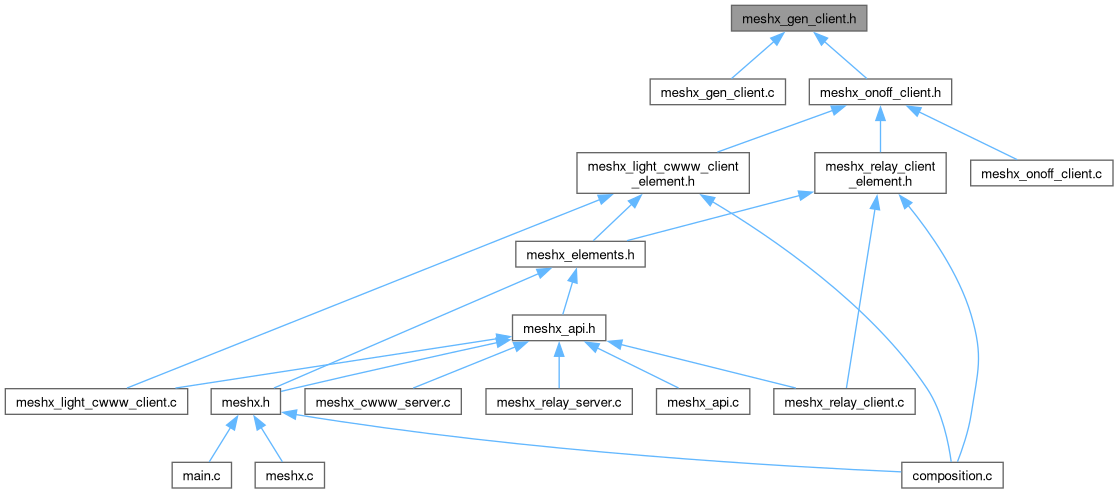 meshx_gen_client.h
meshx_gen_client.c
meshx_onoff_client.h
meshx_light_cwww_client
_element.h
meshx_relay_client
_element.h
meshx_onoff_client.c
meshx_elements.h
meshx_api.h
meshx_light_cwww_client.c
meshx.h
meshx_cwww_server.c
meshx_relay_server.c
meshx_api.c
meshx_relay_client.c
main.c
meshx.c
composition.c